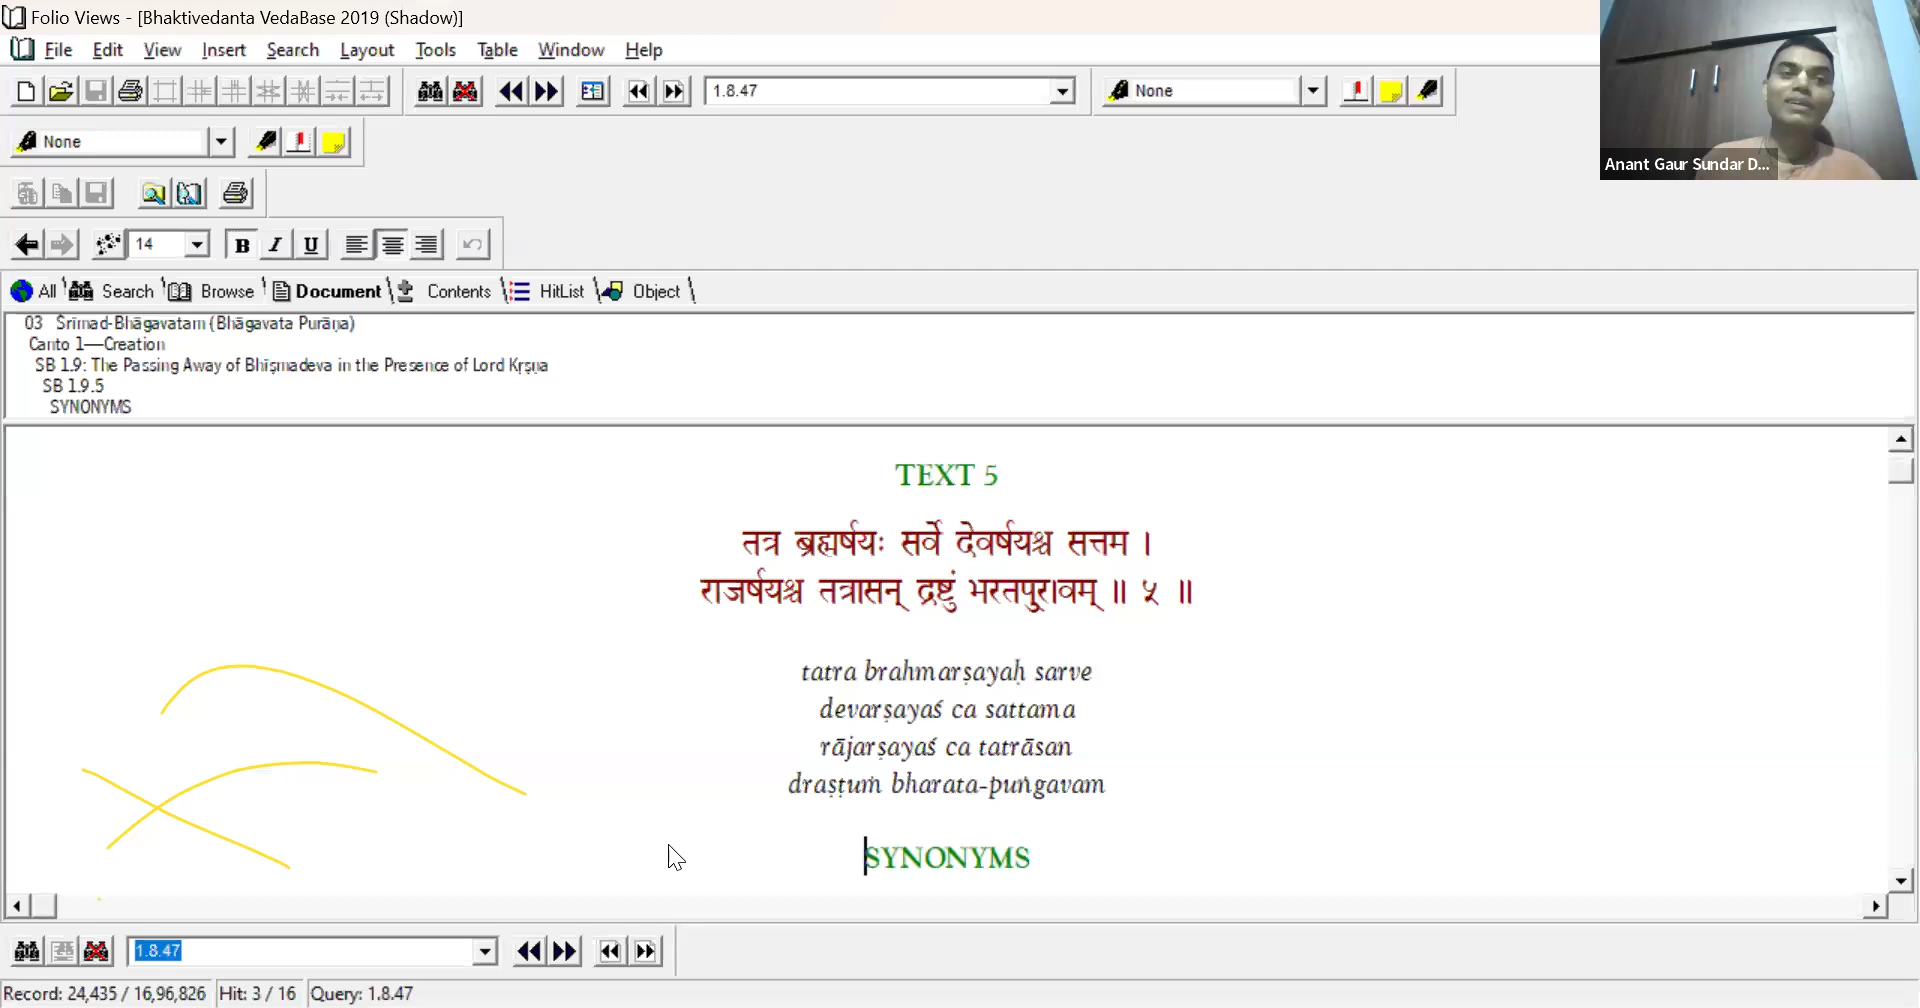 Folio Views - [Bhaktivedanta VedaBase 2019 (Shadow)]
File Edit View Insert Search Layout Tools Table Window Help
1.8.47 None
None
14 B I U
All Search Browse Document Contents HitList Object
03 Śrīmad-Bhāgavatam (Bhāgavata Purāṇa)
Canto 1—Creation
SB 1.9: The Passing Away of Bhīṣmadeva in the Presence of Lord Kṛṣṇa
SB 1.9.5
SYNONYMS
TEXT 5
तत्र ब्रह्मर्षयः सर्वे देवर्षयश्च सत्तम ।
राजर्षयश्च तत्रासन् द्रष्टुं भरतपुरावम् ॥ ५ ॥
tatra brahmarṣayaḥ sarve
devarṣayaś ca sattama
rājarṣayaś ca tatrāsan
draṣṭuṁ bharata-puṅgavam
SYNONYMS
1.8.47
Record: 24,435 / 16,96,826 Hit: 3 / 16 Query: 1.8.47
Anant Gaur Sundar D...